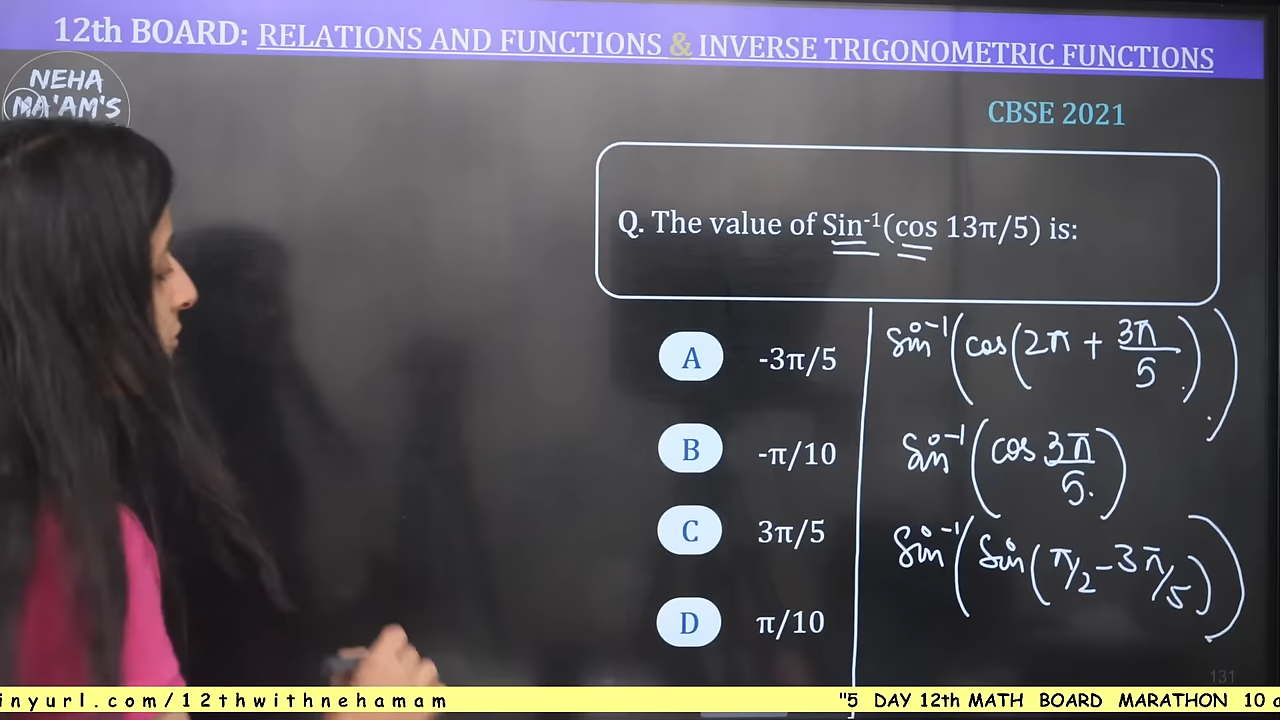 12th BOARD: RELATIONS AND FUNCTIONS & INVERSE TRIGONOMETRIC FUNCTIONS
NEHA
MA'AM'S
CBSE 2021
Q. The value of Sin⁻¹(cos 13π/5) is:
A -3π/5
B -π/10
C 3π/5
D π/10
sin⁻¹(cos(2π + 3π/5))
sin⁻¹(cos 3π/5)
sin⁻¹(sin(π/2 - 3π/5))
131
inyurl.com/12thwithnehamam "5 DAY 12th MATH BOARD MARATHON 10